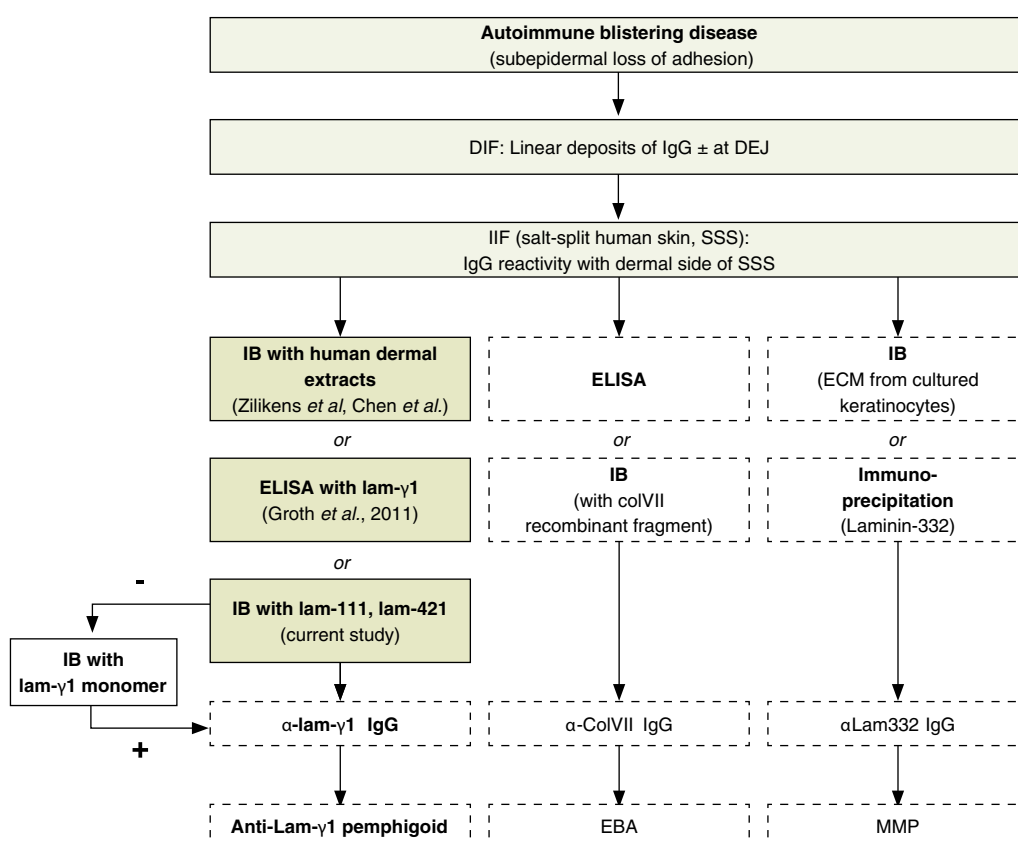 Autoimmune blistering disease
(subepidermal loss of adhesion)
DIF: Linear deposits of IgG ± at DEJ
IIF (salt-split human skin, SSS):
IgG reactivity with dermal side of SSS
IB with human dermal
extracts
(Zilikens et al, Chen et al.)
or
ELISA with lam-γ1
(Groth et al., 2011)
or
IB with lam-111, lam-421
(current study)
-
IB with
lam-γ1 monomer
+
α-lam-γ1 IgG
Anti-Lam-γ1 pemphigoid
ELISA
or
IB
(with colVII
recombinant fragment)
α-ColVII IgG
EBA
IB
(ECM from cultured
keratinocytes)
or
Immuno-
precipitation
(Laminin-332)
αLam332 IgG
MMP